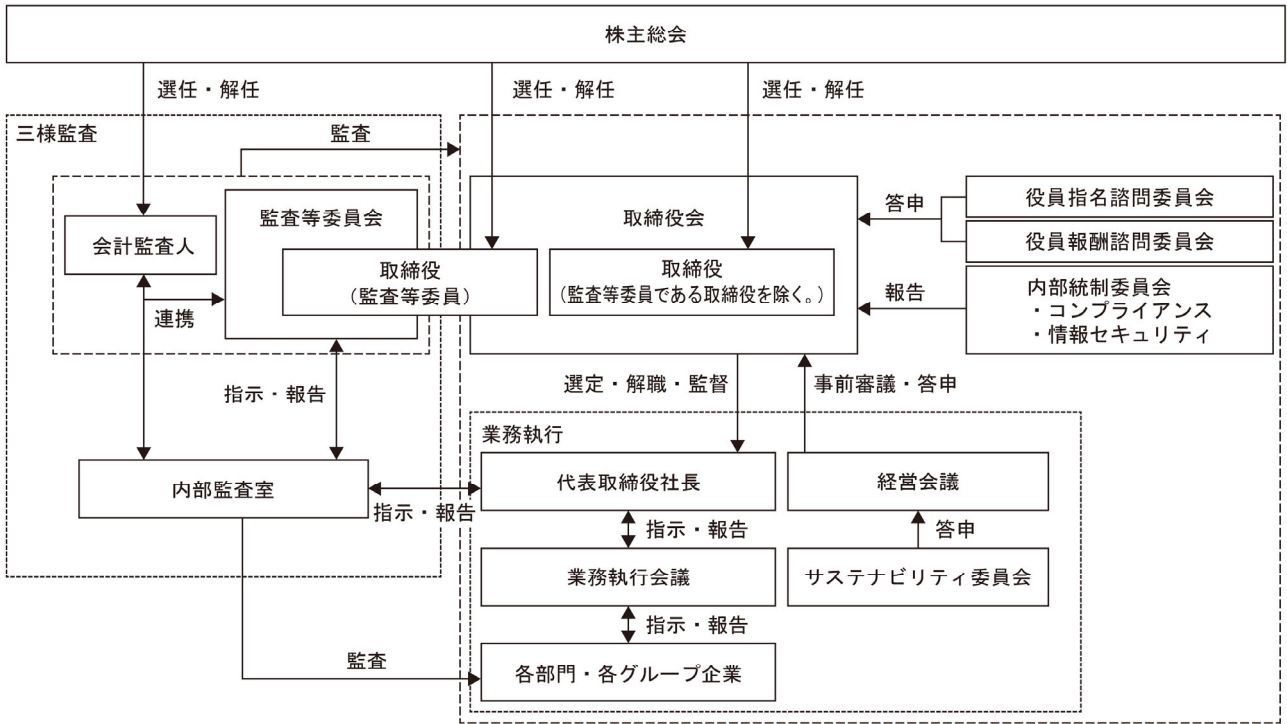 株主総会
選任・解任
選任・解任
選任・解任
三様監査
監査
会計監査人
監査等委員会
取締役
（監査等委員）
連携
指示・報告
内部監査室
指示・報告
監査
取締役会
取締役
（監査等委員である取締役を除く。）
答申
役員指名諮問委員会
役員報酬諮問委員会
報告
内部統制委員会
・コンプライアンス
・情報セキュリティ
選定・解職・監督
事前審議・答申
業務執行
代表取締役社長
経営会議
指示・報告
答申
業務執行会議
サステナビリティ委員会
指示・報告
各部門・各グループ企業